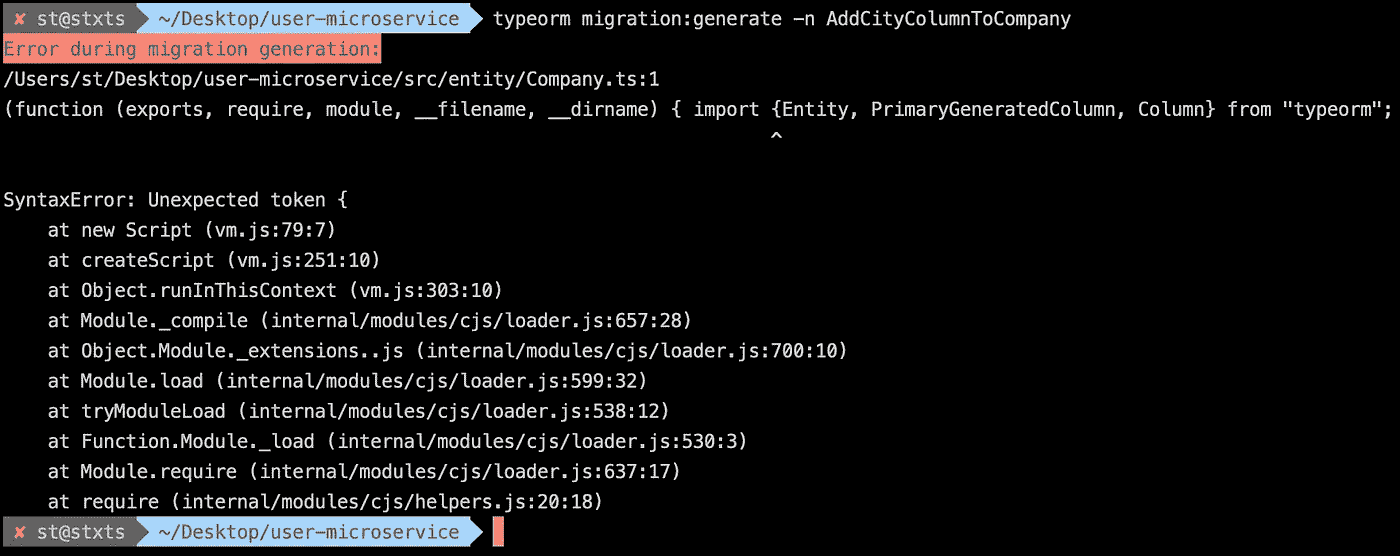 ✘ st@stxts ~/Desktop/user-microservice typeorm migration:generate -n AddCityColumnToCompany
Error during migration generation:
/Users/st/Desktop/user-microservice/src/entity/Company.ts:1
(function (exports, require, module, __filename, __dirname) { import {Entity, PrimaryGeneratedColumn, Column} from "typeorm";
^
SyntaxError: Unexpected token {
at new Script (vm.js:79:7)
at createScript (vm.js:251:10)
at Object.runInThisContext (vm.js:303:10)
at Module._compile (internal/modules/cjs/loader.js:657:28)
at Object.Module._extensions..js (internal/modules/cjs/loader.js:700:10)
at Module.load (internal/modules/cjs/loader.js:599:32)
at tryModuleLoad (internal/modules/cjs/loader.js:538:12)
at Function.Module._load (internal/modules/cjs/loader.js:530:3)
at Module.require (internal/modules/cjs/loader.js:637:17)
at require (internal/modules/cjs/helpers.js:20:18)
✘ st@stxts ~/Desktop/user-microservice